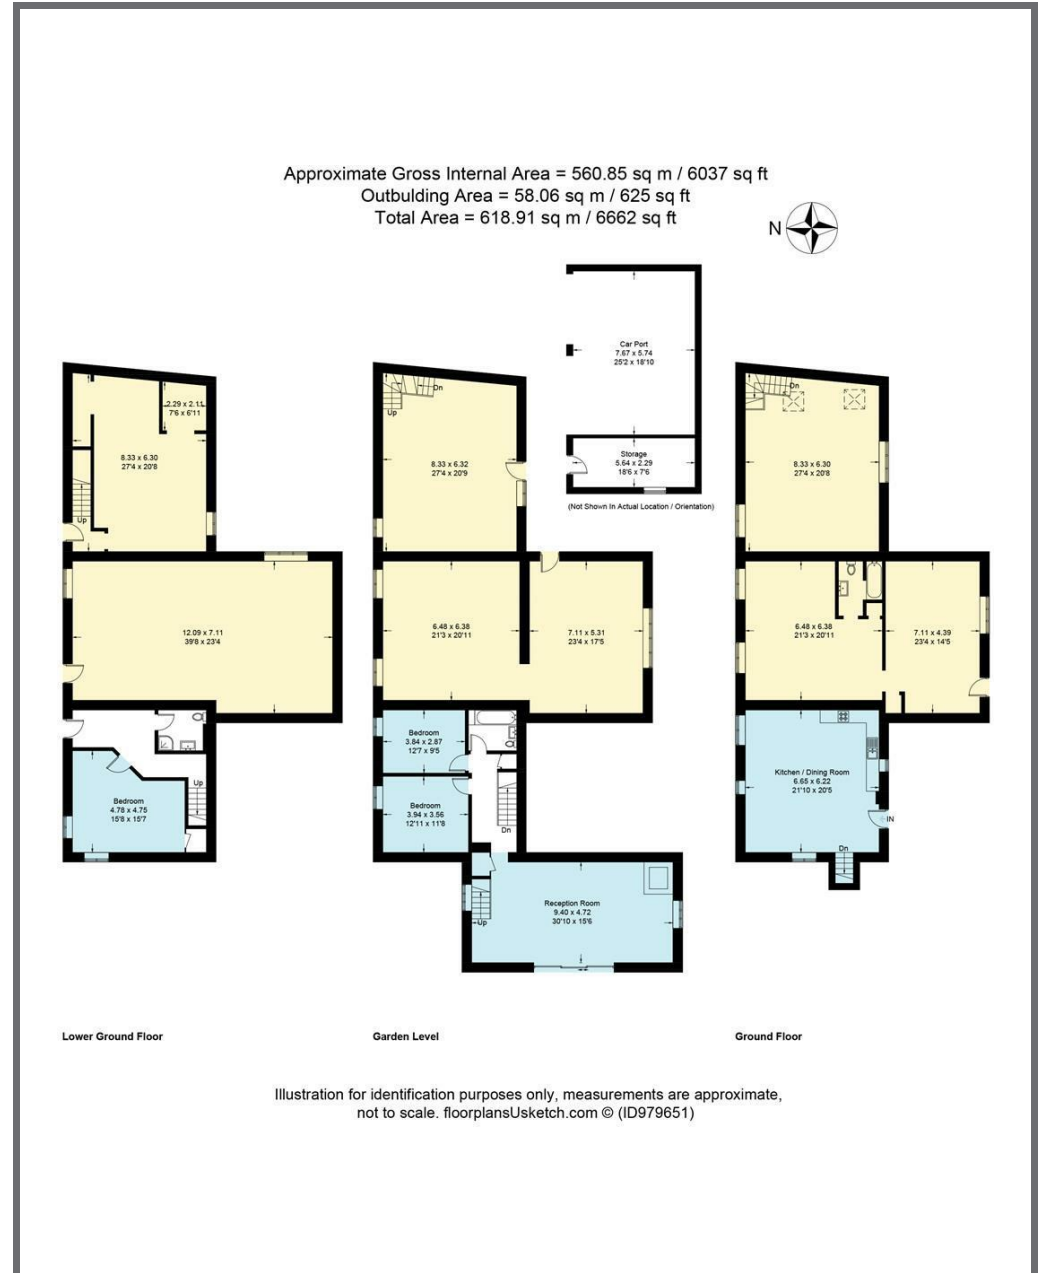 Approximate Gross Internal Area = 560.85 sq m / 6037 sq ft
Outbulding Area = 58.06 sq m / 625 sq ft
Total Area = 618.91 sq m / 6662 sq ft
N
Car Port
7.67 x 5.74
25'2 x 18'10
Storage
5.64 x 2.29
18'6 x 7'6
(Not Shown In Actual Location / Orientation)
2.29 x 2.11
7'6 x 6'11
8.33 x 6.30
27'4 x 20'8
Up
12.09 x 7.11
39'8 x 23'4
Up
Bedroom
4.78 x 4.75
15'8 x 15'7
Dn
Up
8.33 x 6.32
27'4 x 20'9
6.48 x 6.38
21'3 x 20'11
7.11 x 5.31
23'4 x 17'5
Bedroom
3.84 x 2.87
12'7 x 9'5
Bedroom
3.94 x 3.56
12'11 x 11'8
Dn
Reception Room
9.40 x 4.72
30'10 x 15'6
Up
Dn
8.33 x 6.30
27'4 x 20'8
6.48 x 6.38
21'3 x 20'11
7.11 x 4.39
23'4 x 14'5
Kitchen / Dining Room
6.65 x 6.22
21'10 x 20'5
IN
Dn
Lower Ground Floor
Garden Level
Ground Floor
Illustration for identification purposes only, measurements are approximate,
not to scale. floorplansUsketch.com © (ID979651)